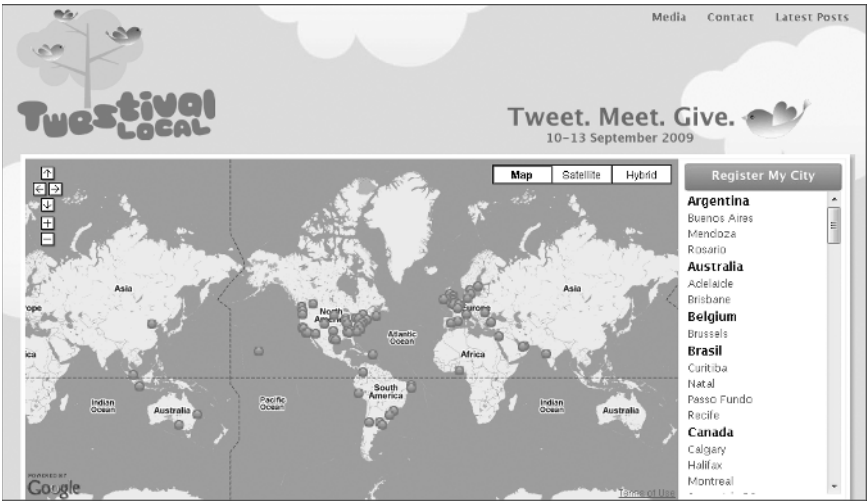 Media Contact Latest Posts
Twestival
LOCAL
Tweet. Meet. Give.
10-13 September 2009
Map Satellite Hybrid
Register My City
Argentina
Buenos Aires
Mendoza
Rosario
Australia
Adelaide
Brisbane
Belgium
Brussels
Brasil
Curitiba
Natal
Passo Fundo
Recife
Canada
Calgary
Halifax
Montreal
Asia
North
America
Atlantic
Ocean
Europe
Asia
ope
Africa
ica
South
America
Indian
Ocean
Australia
Pacific
Ocean
Indian
Ocean
Australia
POWERED BY
Google
Terms of Use